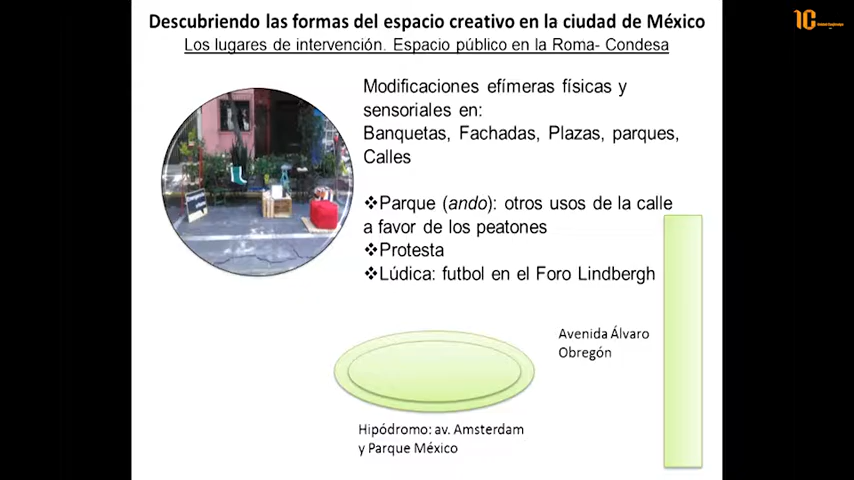 Descubriendo las formas del espacio creativo en la ciudad de México
Los lugares de intervención. Espacio público en la Roma- Condesa
Modificaciones efímeras físicas y
sensoriales en:
Banquetas, Fachadas, Plazas, parques,
Calles
❖Parque (ando): otros usos de la calle
a favor de los peatones
❖Protesta
❖Lúdica: futbol en el Foro Lindbergh
Avenida Álvaro
Obregón
Hipódromo: av. Amsterdam
y Parque México